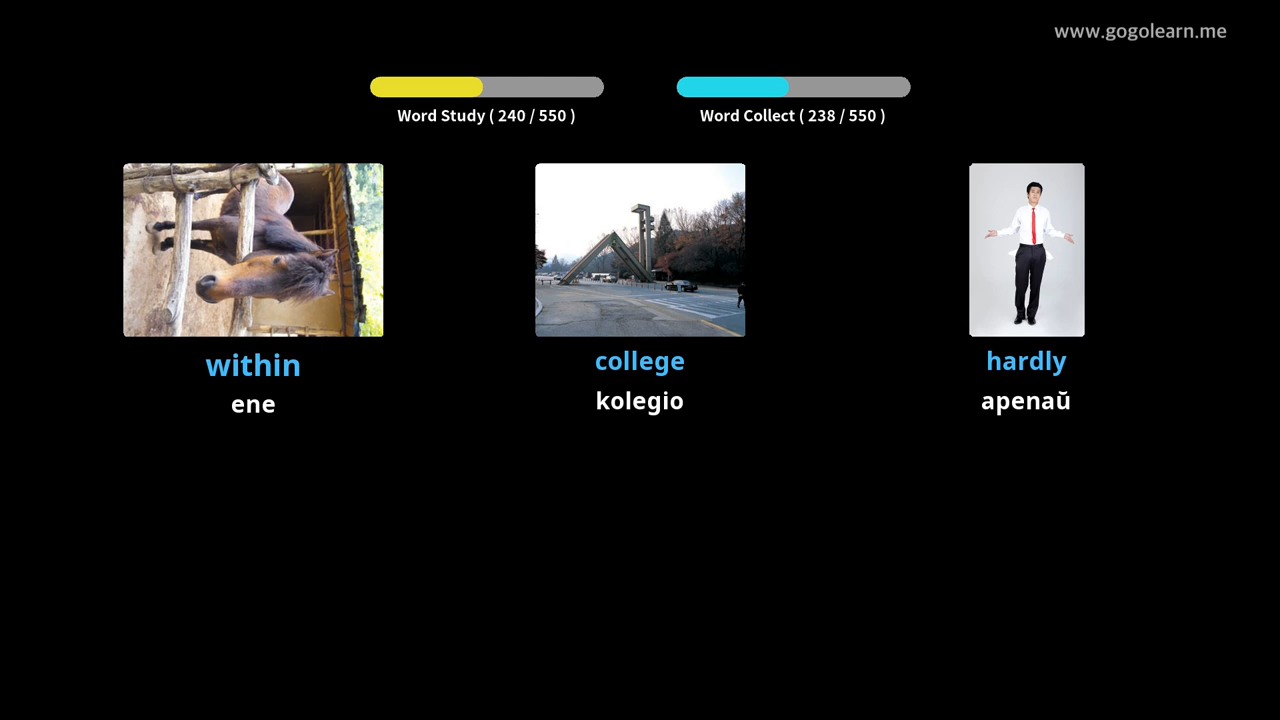 www.gogolearn.me
Word Study ( 240 / 550 )
Word Collect ( 238 / 550 )
within
ene
college
kolegio
hardly
apenaŭ